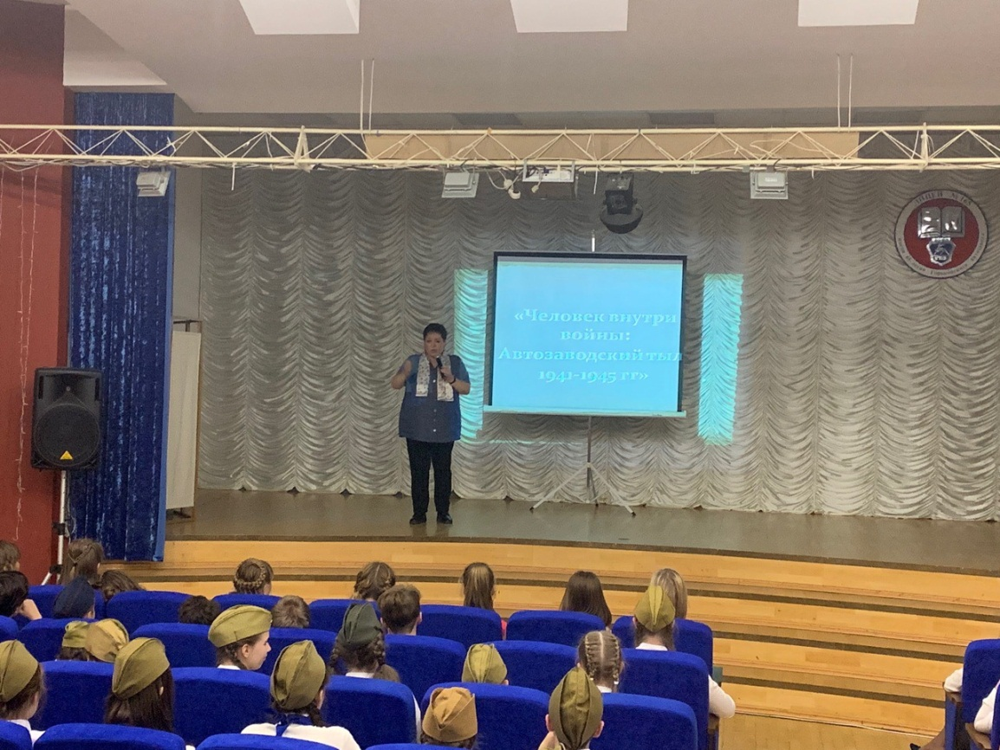 «Человек внутри
войны:
Автозаводский тыл
1941-1945 гг»